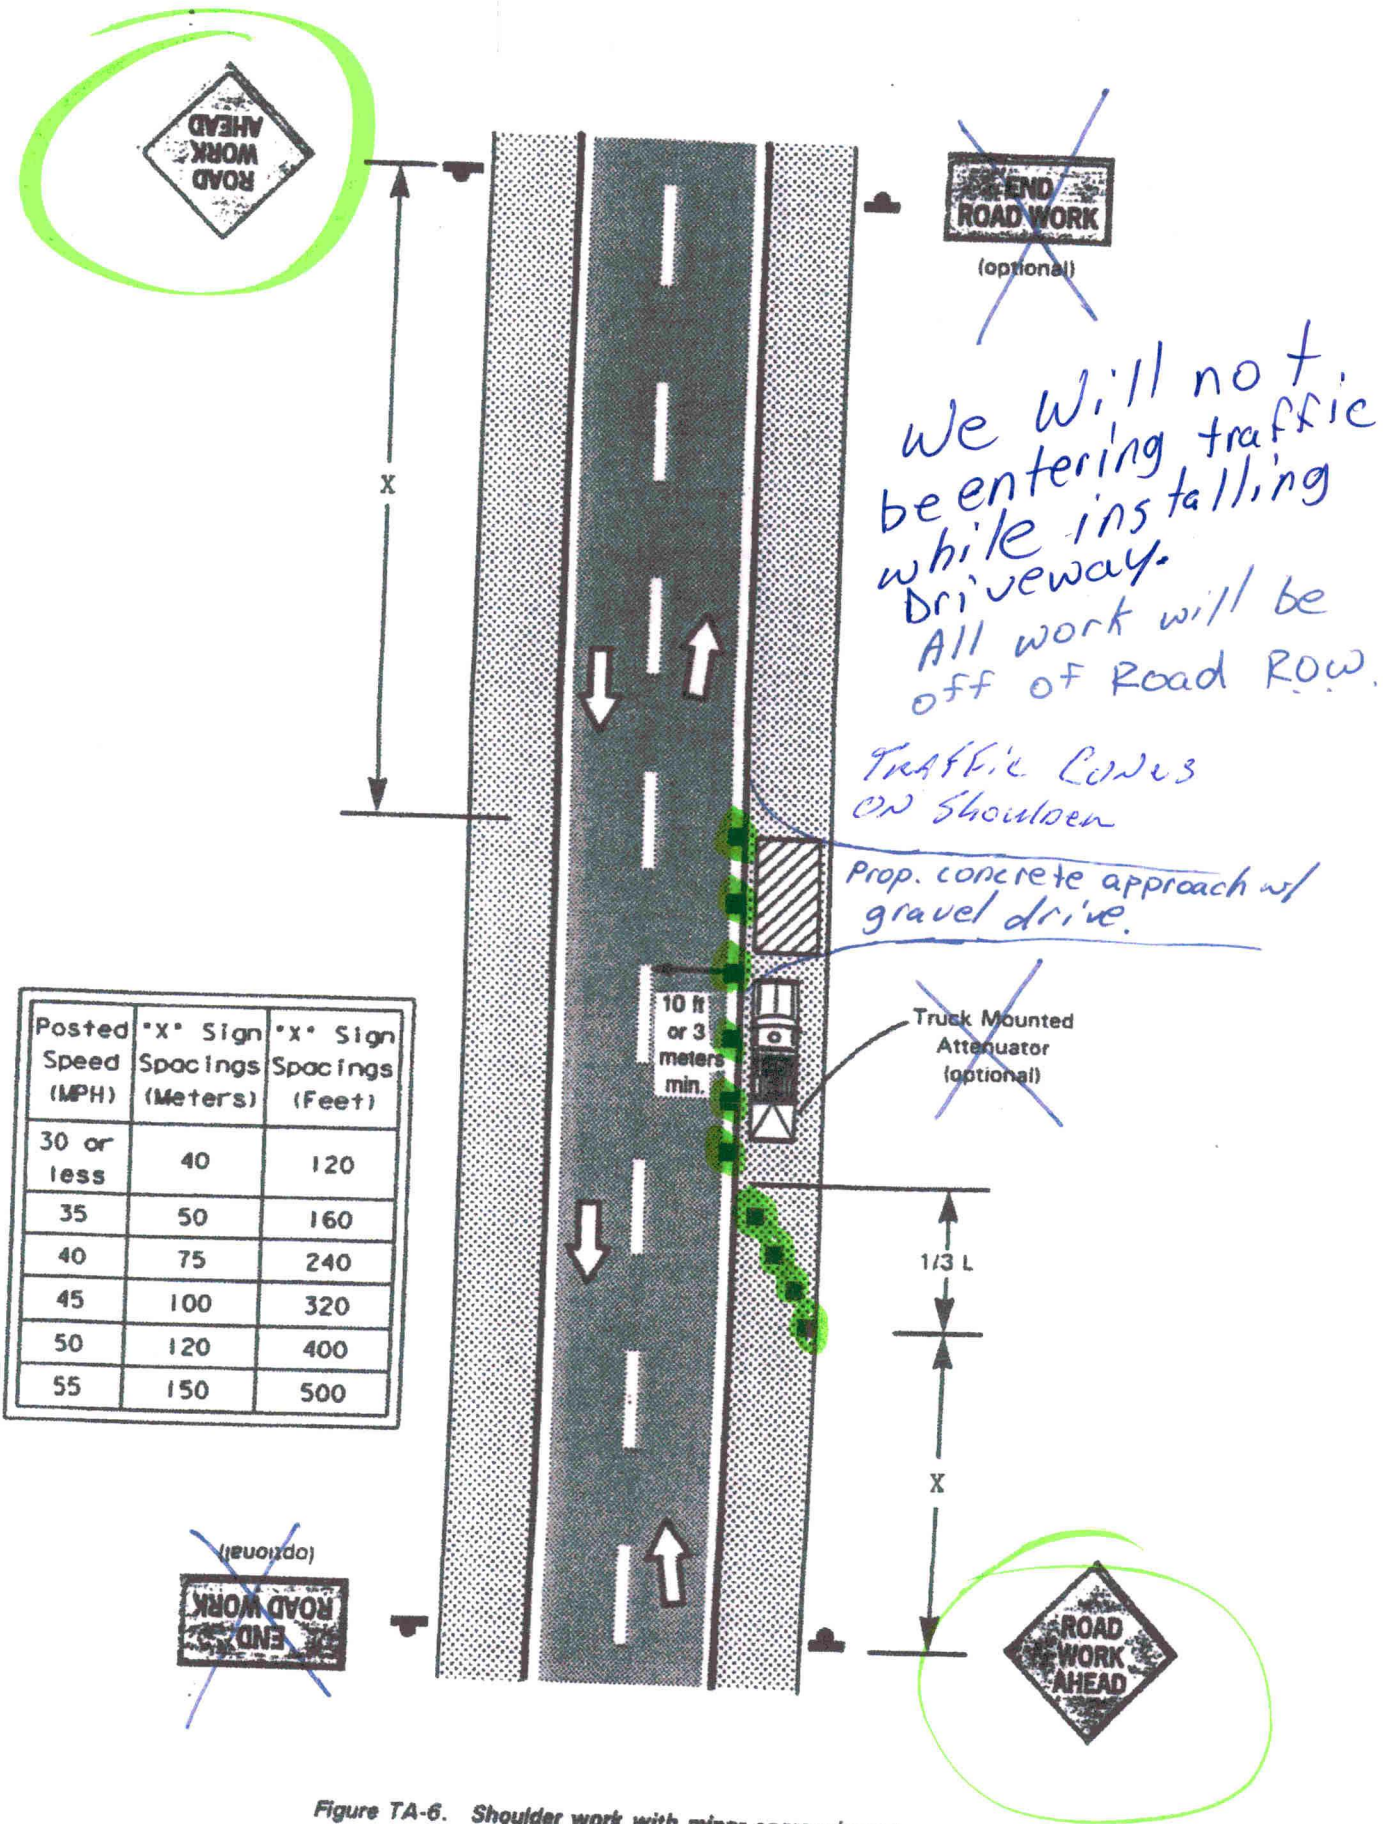 ROAD
WORK
AHEAD
END
ROAD WORK
(optional)
X
We Will not
be entering traffic
while installing
Driveway.
All work will be
off of Road ROW.
TRAFFIC CONES
ON Shoulder
Prop. concrete approach w/
gravel drive.
10 ft
or 3
meters
min.
Truck Mounted
Attenuator
(optional)
Posted Speed (MPH) "X" Sign Spacings (Meters) "X" Sign Spacings (Feet)
30 or less 40 120
35 50 160
40 75 240
45 100 320
50 120 400
55 150 500
1/3 L
X
(optional)
END
ROAD WORK
ROAD
WORK
AHEAD
Figure TA-6. Shoulder work with minor